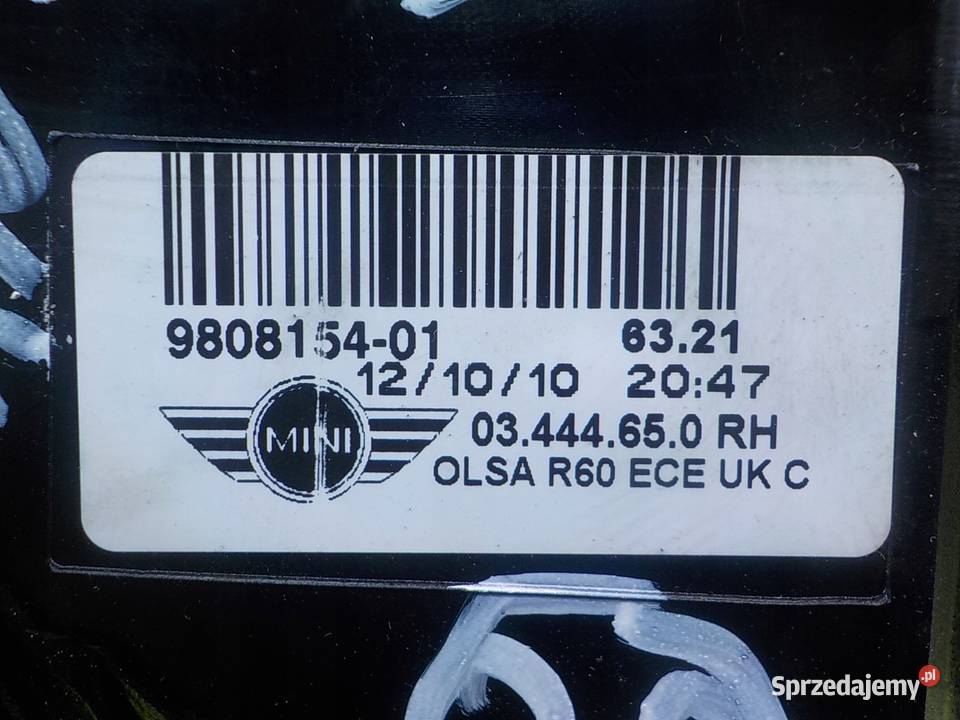 9808154-01 63.21
12/10/10 20:47
MINI
03.444.65.0 RH
OLSA R60 ECE UK C
Sprzedajemy.pl